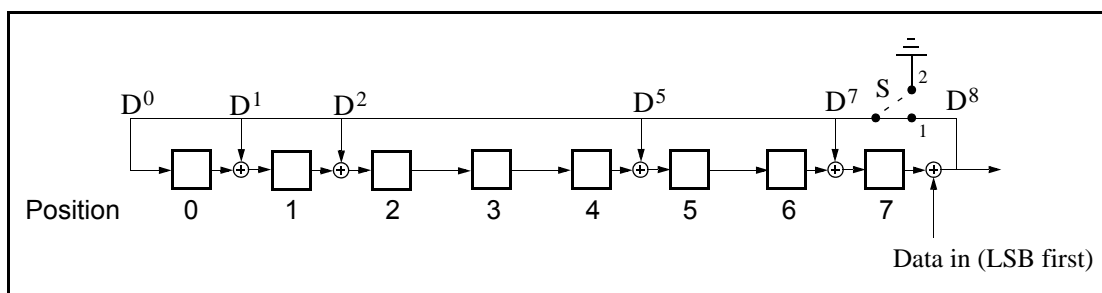 2
S
D⁰ D¹ D² D⁵ D⁷ D⁸
1
Position 0 1 2 3 4 5 6 7
Data in (LSB first)